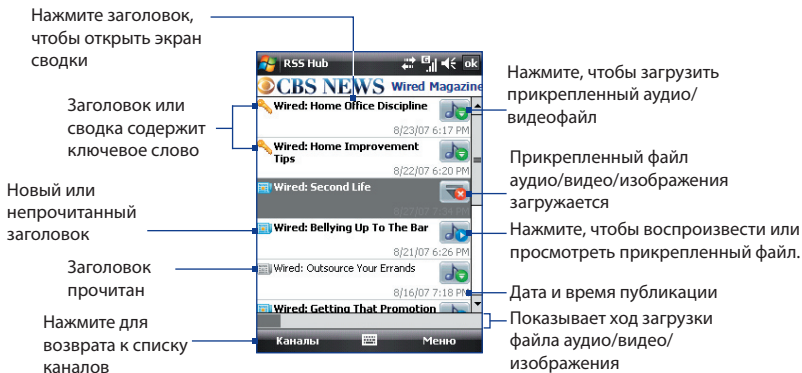 Нажмите заголовок,
чтобы открыть экран
сводки
Заголовок или
сводка содержит
ключевое слово
Новый или
непрочитанный
заголовок
Заголовок
прочитан
Нажмите для
возврата к списку
каналов
RSS Hub
ok
CBS NEWS Wired Magazine
Wired: Home Office Discipline
8/23/07 6:17 PM
Wired: Home Improvement
Tips
8/22/07 6:20 PM
Wired: Second Life
Wired: Bellying Up To The Bar
8/21/07 6:26 PM
Wired: Outsource Your Errands
8/16/07 7:18 PM
Wired: Getting That Promotion
Каналы
Меню
Нажмите, чтобы загрузить
прикрепленный аудио/
видеофайл
Прикрепленный файл
аудио/видео/изображения
загружается
Нажмите, чтобы воспроизвести или
просмотреть прикрепленный файл.
Дата и время публикации
Показывает ход загрузки
файла аудио/видео/
изображения